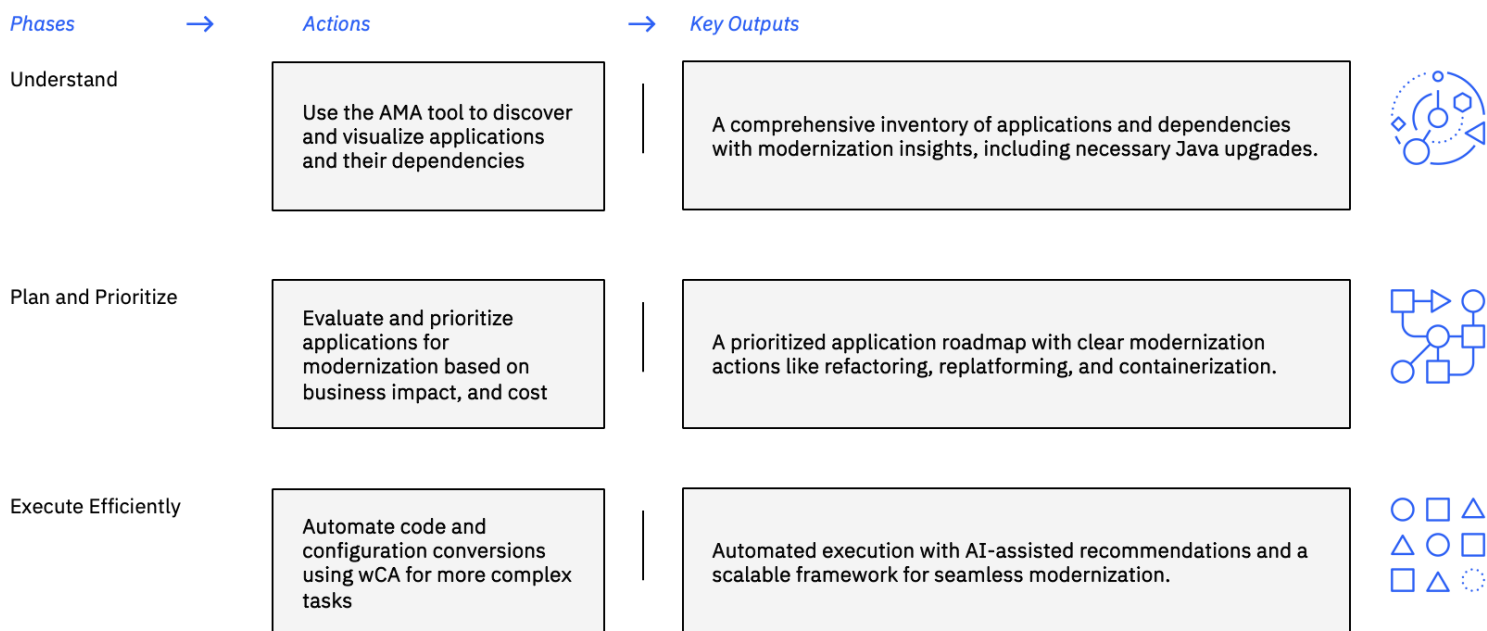 Phases → Actions → Key Outputs
Understand
Use the AMA tool to discover
and visualize applications
and their dependencies
A comprehensive inventory of applications and dependencies
with modernization insights, including necessary Java upgrades.
Plan and Prioritize
Evaluate and prioritize
applications for
modernization based on
business impact, and cost
A prioritized application roadmap with clear modernization
actions like refactoring, replatforming, and containerization.
Execute Efficiently
Automate code and
configuration conversions
using wCA for more complex
tasks
Automated execution with AI-assisted recommendations and a
scalable framework for seamless modernization.